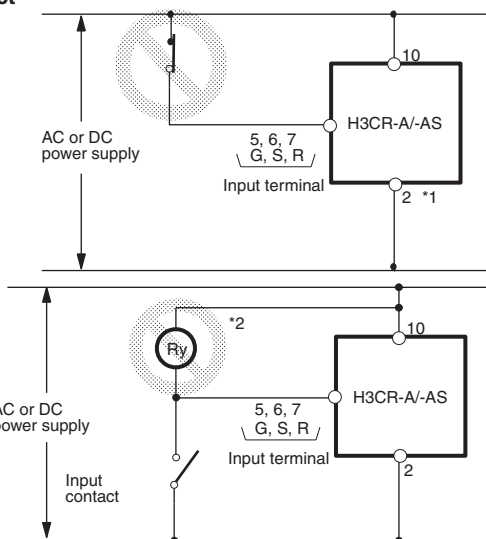 10
H3CR-A/-AS
AC or DC
power supply
5, 6, 7
G, S, R
Input terminal
2 *1
*2
10
Ry
H3CR-A/-AS
AC or DC
power supply
5, 6, 7
G, S, R
Input terminal
2
Input
contact